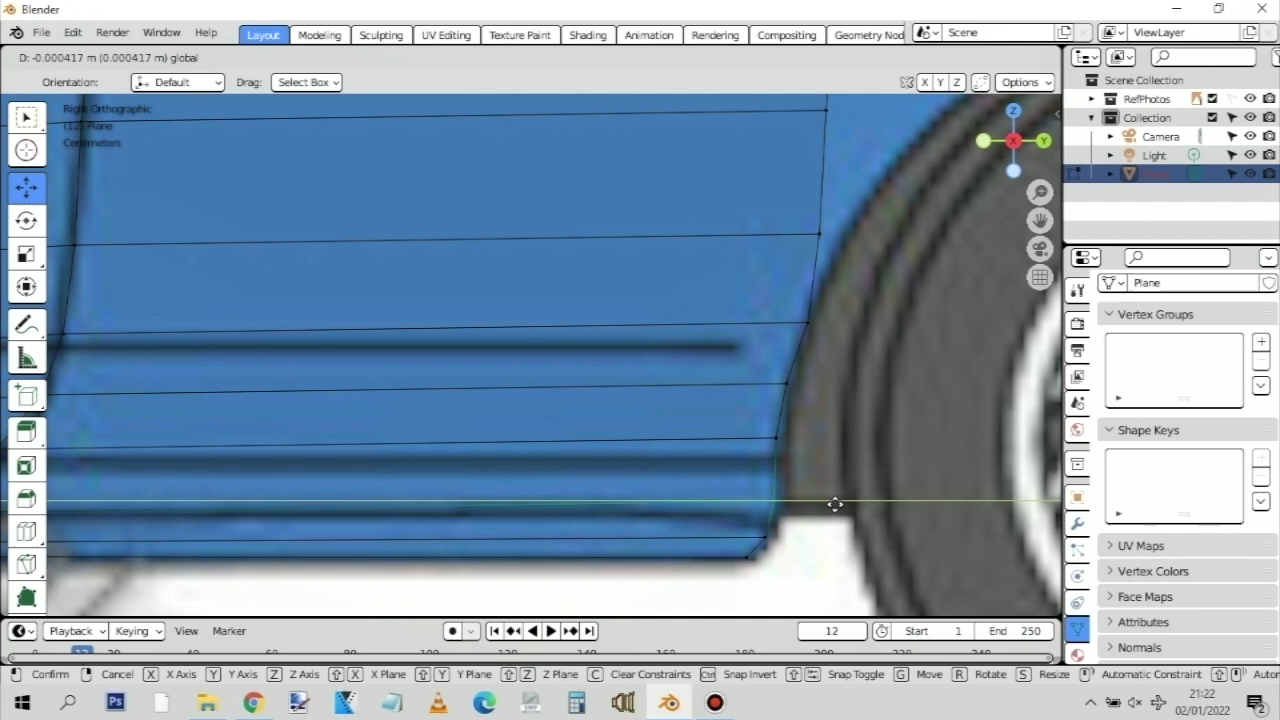 Blender
File Edit Render Window Help
Layout Modeling Sculpting UV Editing Texture Paint Shading Animation Rendering Compositing Geometry Nod
Scene
ViewLayer
D: -0.000417 m (0.000417 m) global
Orientation: Default Drag: Select Box
X Y Z Options
Right Orthographic
(12) Plane
Centimeters
Z
X
Y
Scene Collection
RefPhotos
Collection
Camera
Light
Plane
Vertex Groups
Shape Keys
UV Maps
Vertex Colors
Face Maps
Attributes
Normals
Playback Keying View Marker
12 Start 1 End 250
Confirm Cancel X X Axis Y Y Axis Z Z Axis X X Plane Y Y Plane Z Z Plane C Clear Constraints Ctrl Snap Invert Snap Toggle G Move R Rotate S Resize Automatic Constraint Autor
21:22
02/01/2022
2